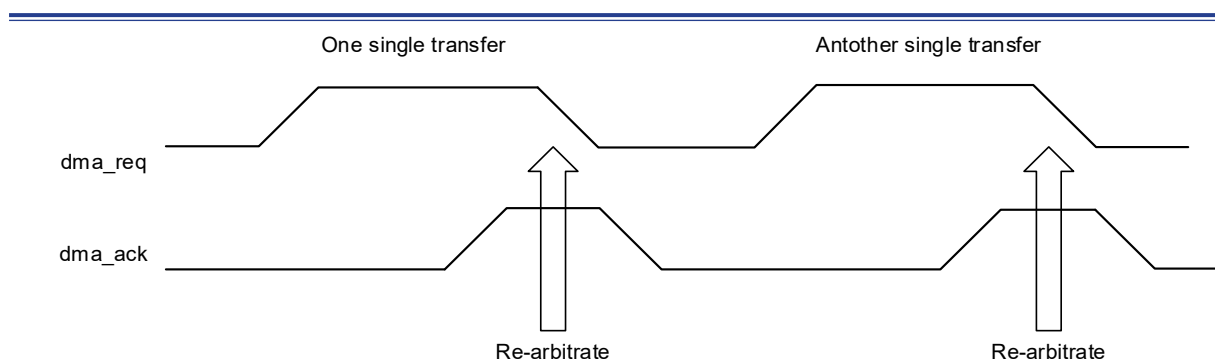 One single transfer
Antother single transfer
dma_req
dma_ack
Re-arbitrate
Re-arbitrate